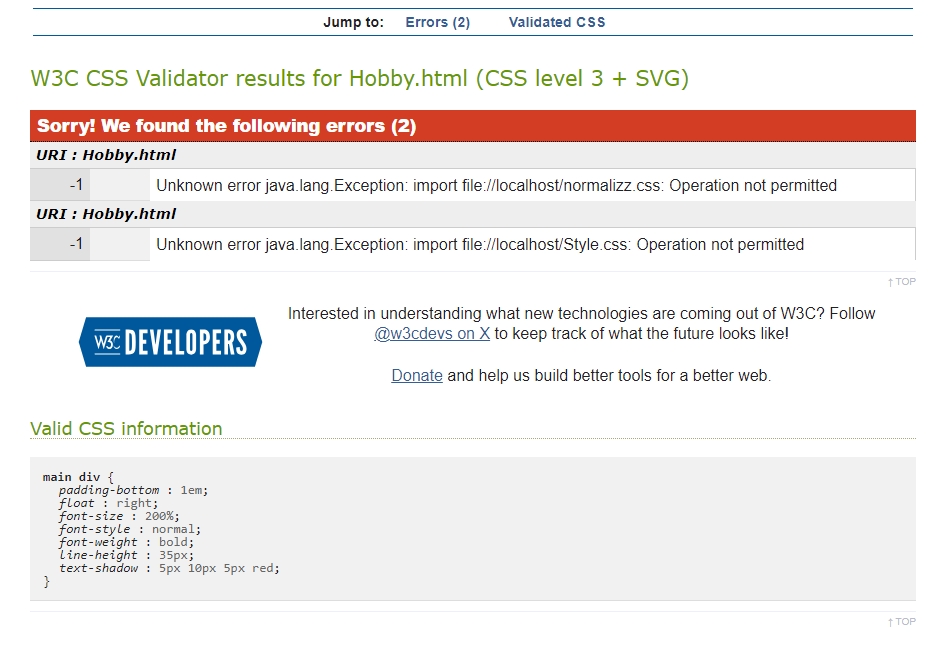 Jump to: Errors (2) Validated CSS
W3C CSS Validator results for Hobby.html (CSS level 3 + SVG)
Sorry! We found the following errors (2)
URI : Hobby.html
-1 Unknown error java.lang.Exception: import file://localhost/normalizz.css: Operation not permitted
URI : Hobby.html
-1 Unknown error java.lang.Exception: import file://localhost/Style.css: Operation not permitted
↑ TOP
W3C DEVELOPERS
Interested in understanding what new technologies are coming out of W3C? Follow
@w3cdevs on X to keep track of what the future looks like!
Donate and help us build better tools for a better web.
Valid CSS information
main div {
padding-bottom : 1em;
float : right;
font-size : 200%;
font-style : normal;
font-weight : bold;
line-height : 35px;
text-shadow : 5px 10px 5px red;
}
↑ TOP